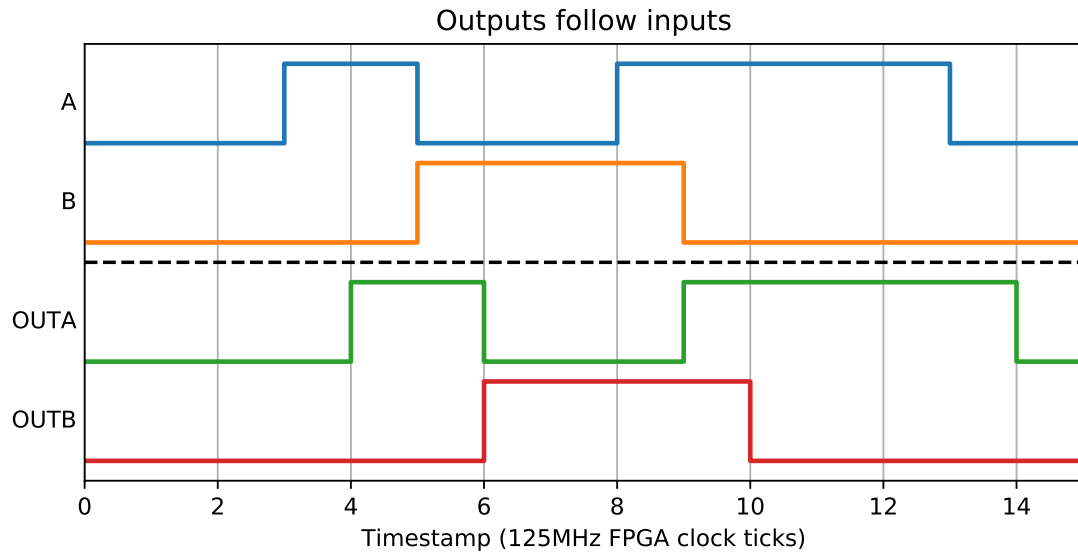 Outputs follow inputs
A
B
OUTA
OUTB
0 2 4 6 8 10 12 14
Timestamp (125MHz FPGA clock ticks)